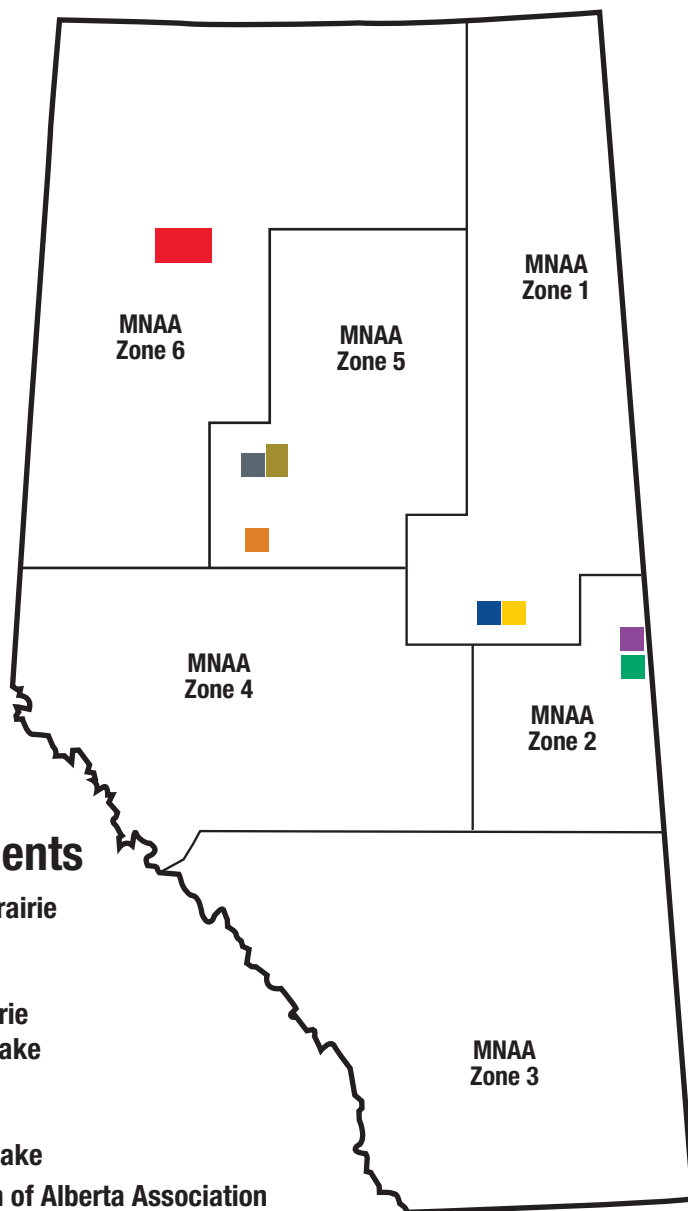 MNAA
Zone 1
MNAA
Zone 6
MNAA
Zone 5
MNAA
Zone 4
MNAA
Zone 2
ents
rairie
rie
ake
MNAA
Zone 3
ake
n of Alberta Association